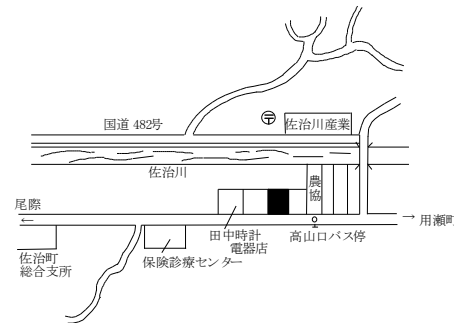 国道 482号
〒
佐治川産業
佐治川
農協
尾際
←
→ 用瀬町
佐治町
総合支所
保険診療センター
田中時計
電器店
高山口バス停